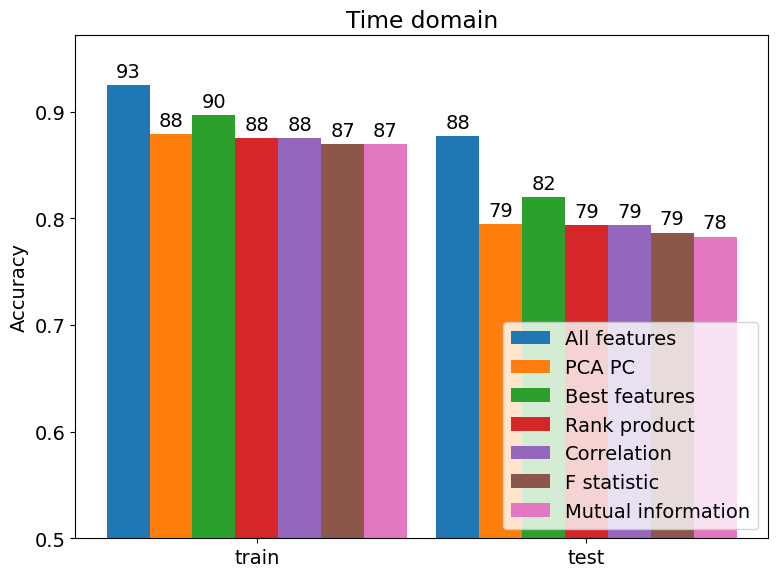 Time domain
Accuracy
0.9
0.8
0.7
0.6
0.5
93
88
90
88
88
87
87
88
79
82
79
79
79
78
train
test
All features
PCA PC
Best features
Rank product
Correlation
F statistic
Mutual information